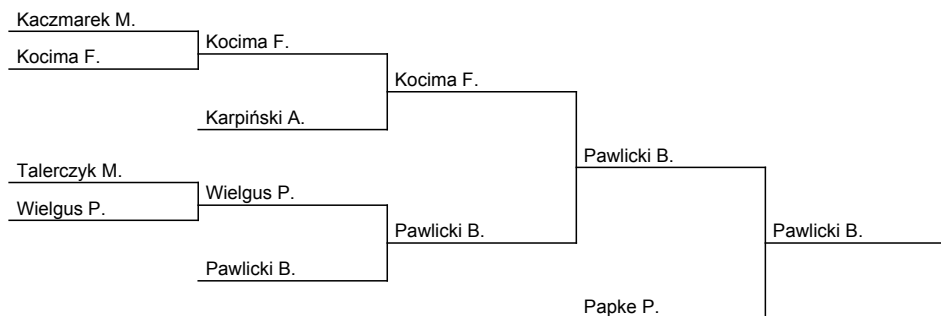 Kaczmarek M.
Kocima F.
Kocima F.
Kocima F.
Karpiński A.
Pawlicki B.
Talerczyk M.
Wielgus P.
Wielgus P.
Pawlicki B.
Pawlicki B.
Pawlicki B.
Papke P.